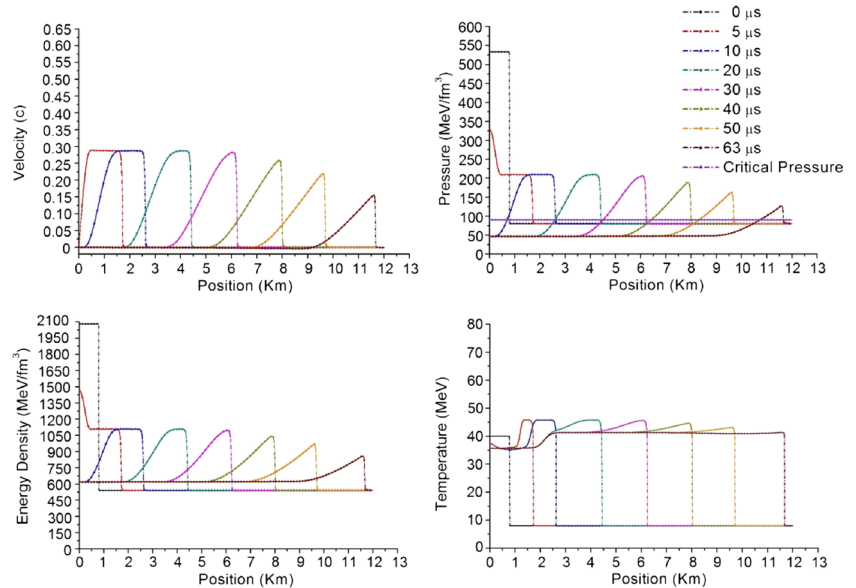 Velocity (c)
0.65
0.60
0.55
0.50
0.45
0.40
0.35
0.30
0.25
0.20
0.15
0.10
0.05
0
0 1 2 3 4 5 6 7 8 9 10 11 12 13
Position (Km)
Pressure (MeV/fm³)
600
550
500
450
400
350
300
250
200
150
100
50
0
0 1 2 3 4 5 6 7 8 9 10 11 12 13
Position (Km)
0 μs
5 μs
10 μs
20 μs
30 μs
40 μs
50 μs
63 μs
Critical Pressure
Energy Density (MeV/fm³)
2100
1950
1800
1650
1500
1350
1200
1050
900
750
600
450
300
150
0
0 1 2 3 4 5 6 7 8 9 10 11 12 13
Position (Km)
Temperature (MeV)
80
70
60
50
40
30
20
10
0
0 1 2 3 4 5 6 7 8 9 10 11 12 13
Position (Km)